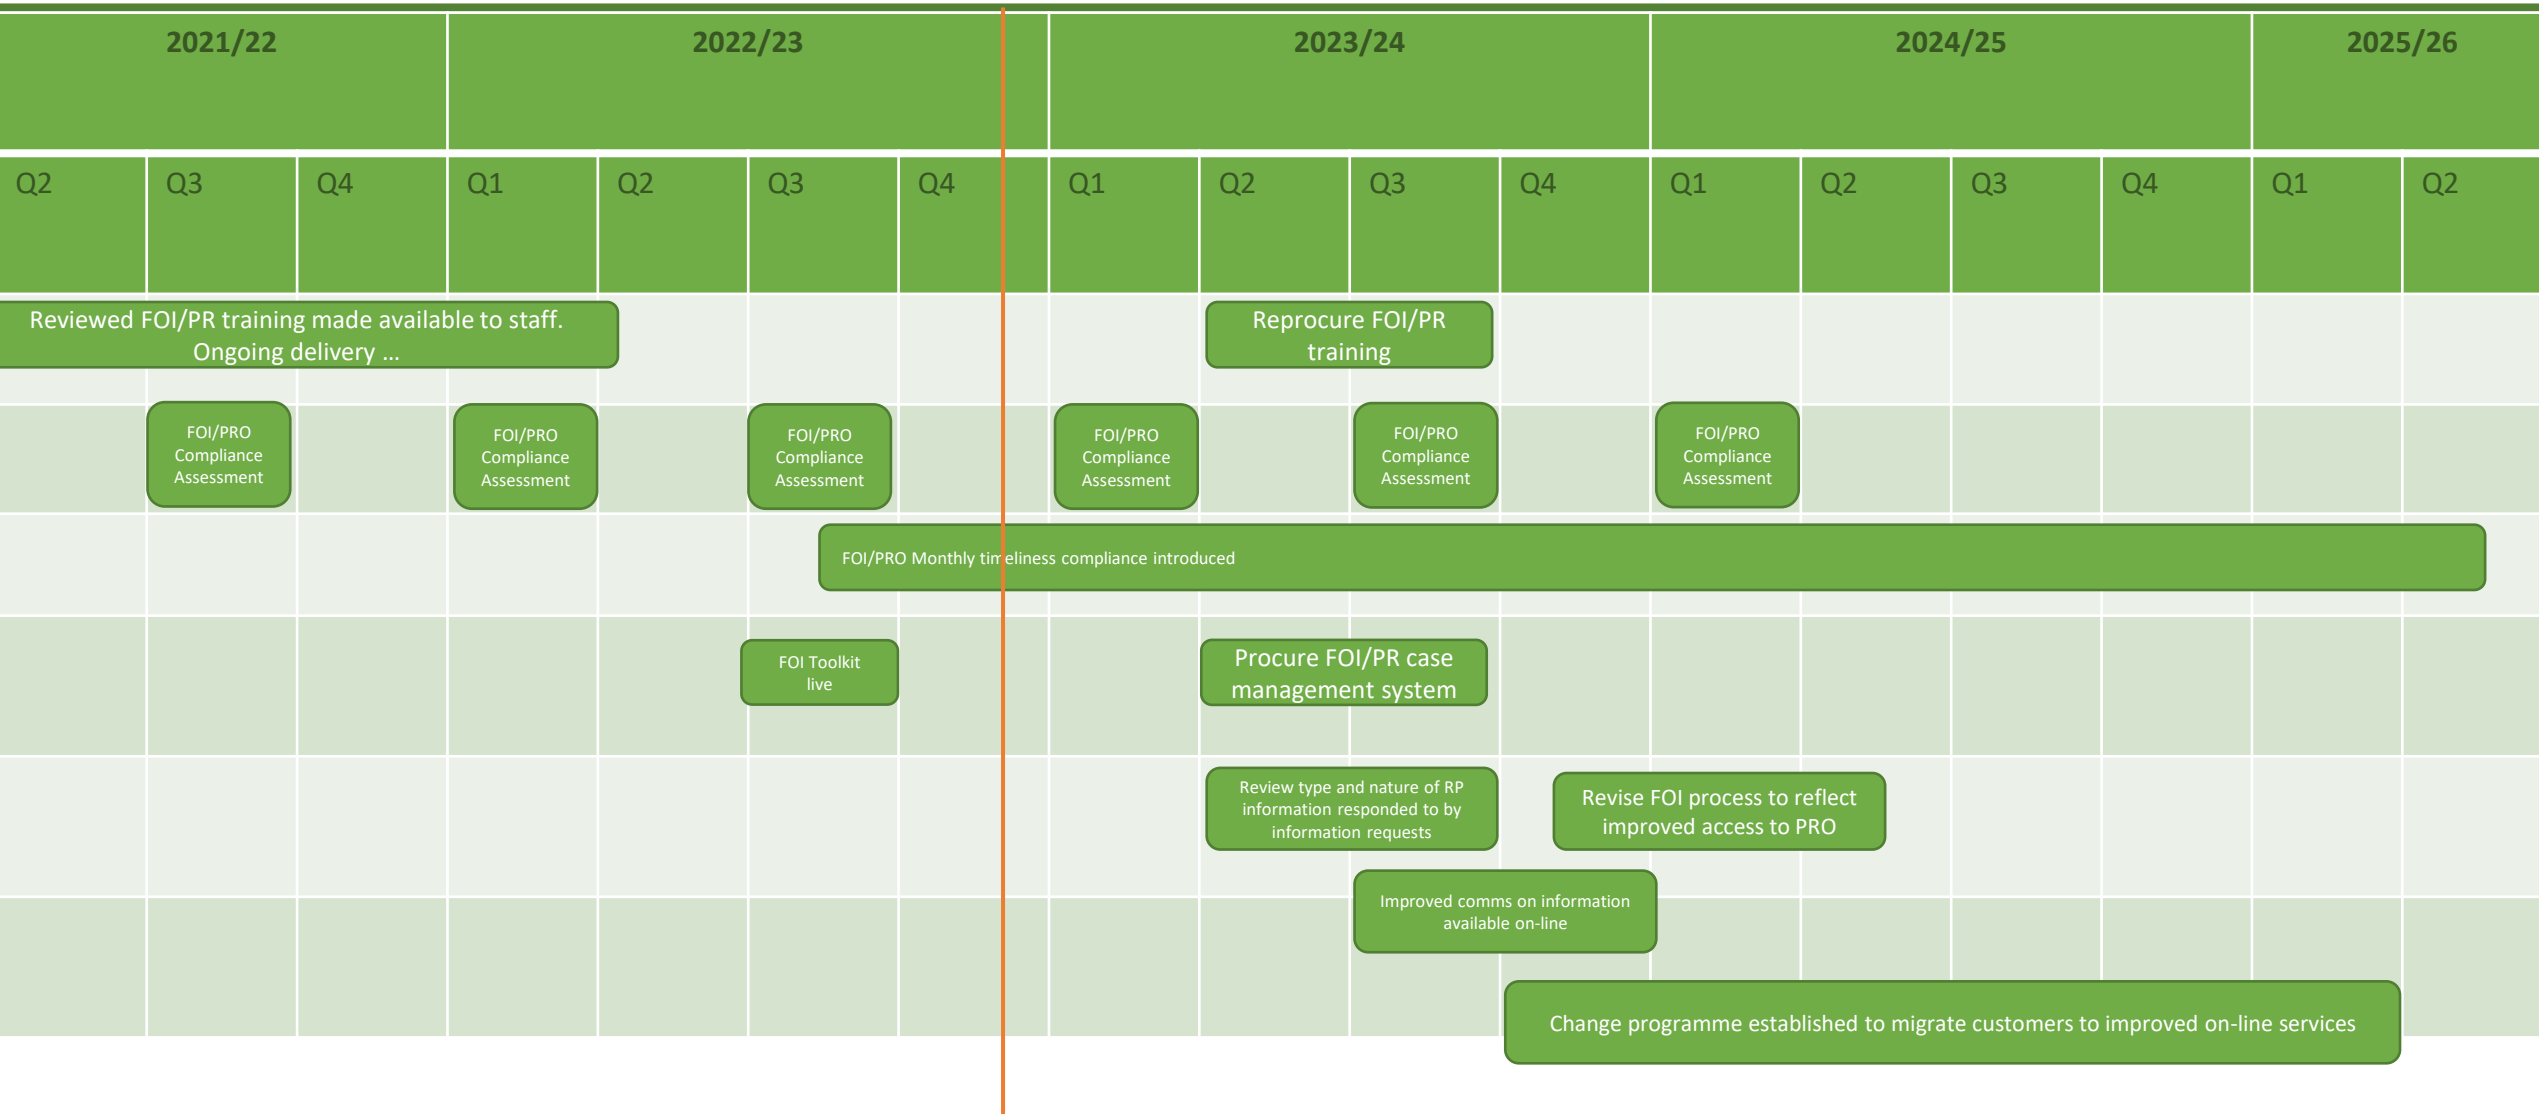 2021/22
2022/23
2023/24
2024/25
2025/26
Q2
Q3
Q4
Q1
Q2
Q3
Q4
Q1
Q2
Q3
Q4
Q1
Q2
Q3
Q4
Q1
Q2
Reviewed FOI/PR training made available to staff.
Ongoing delivery ...
Reprocure FOI/PR
training
FOI/PRO
Compliance
Assessment
FOI/PRO
Compliance
Assessment
FOI/PRO
Compliance
Assessment
FOI/PRO
Compliance
Assessment
FOI/PRO
Compliance
Assessment
FOI/PRO
Compliance
Assessment
FOI/PRO Monthly timeliness compliance introduced
FOI Toolkit
live
Procure FOI/PR case
management system
Review type and nature of RP
information responded to by
information requests
Revise FOI process to reflect
improved access to PRO
Improved comms on information
available on-line
Change programme established to migrate customers to improved on-line services